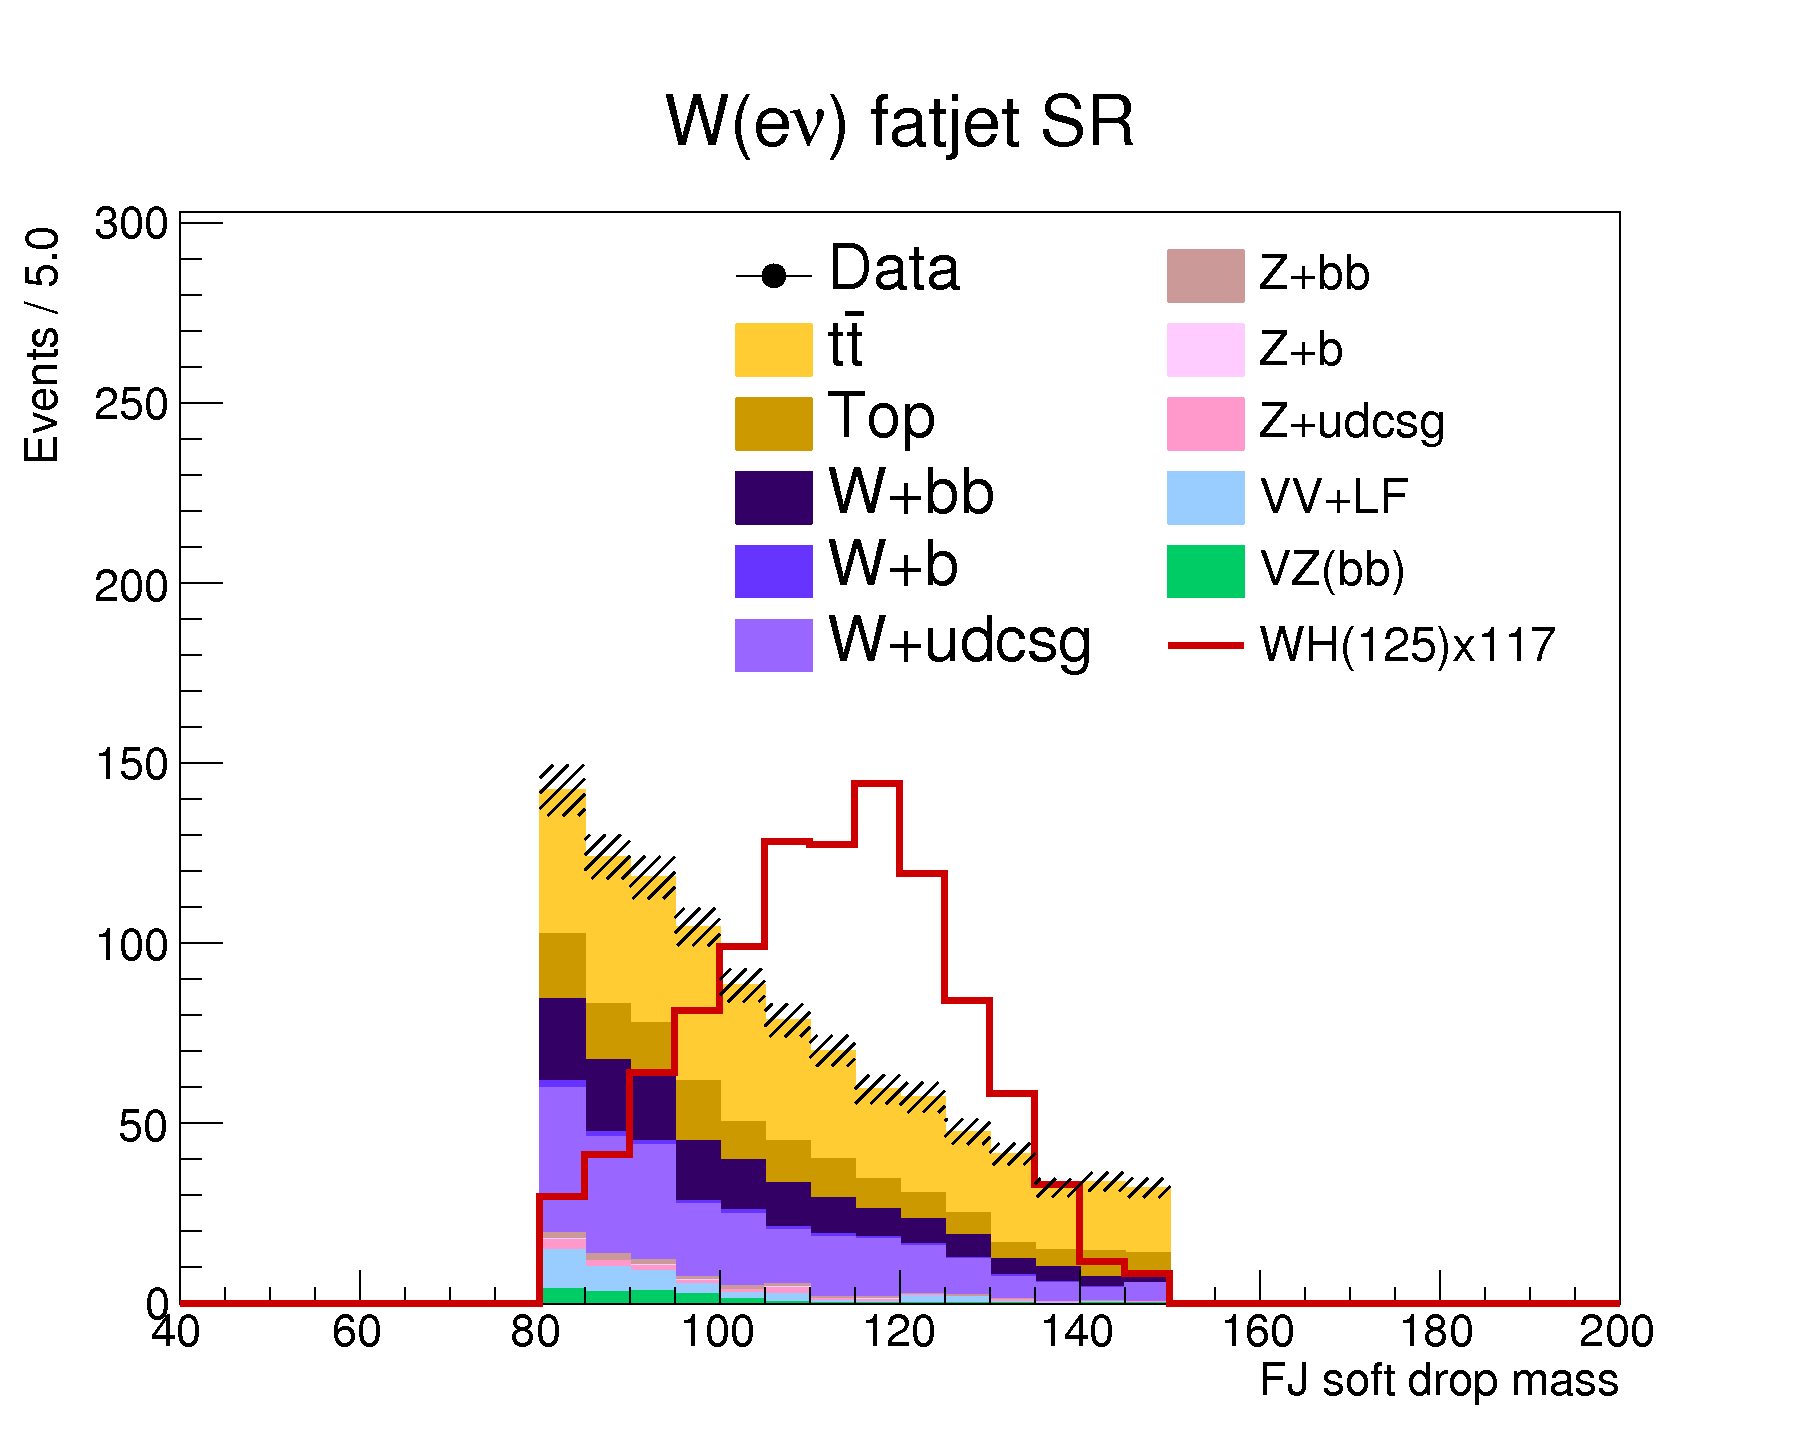 W(eν) fatjet SR
Events / 5.0
300
250
200
150
100
50
0
Data
tt̄
Top
W+bb
W+b
W+udcsg
Z+bb
Z+b
Z+udcsg
VV+LF
VZ(bb)
WH(125)x117
40 60 80 100 120 140 160 180 200
FJ soft drop mass